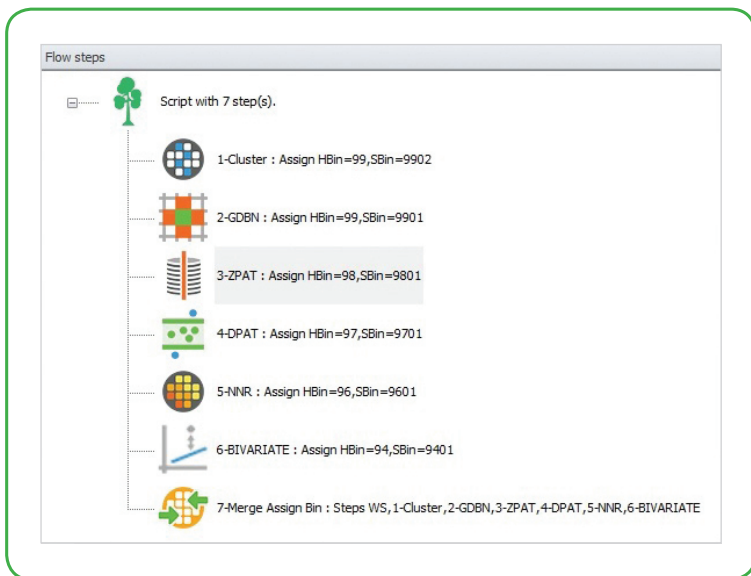 Flow steps
Script with 7 step(s).
1-Cluster : Assign HBin=99,SBin=9902
2-GDBN : Assign HBin=99,SBin=9901
3-ZPAT : Assign HBin=98,SBin=9801
4-DPAT : Assign HBin=97,SBin=9701
5-NNR : Assign HBin=96,SBin=9601
6-BIVARIATE : Assign HBin=94,SBin=9401
7-Merge Assign Bin : Steps WS,1-Cluster,2-GDBN,3-ZPAT,4-DPAT,5-NNR,6-BIVARIATE